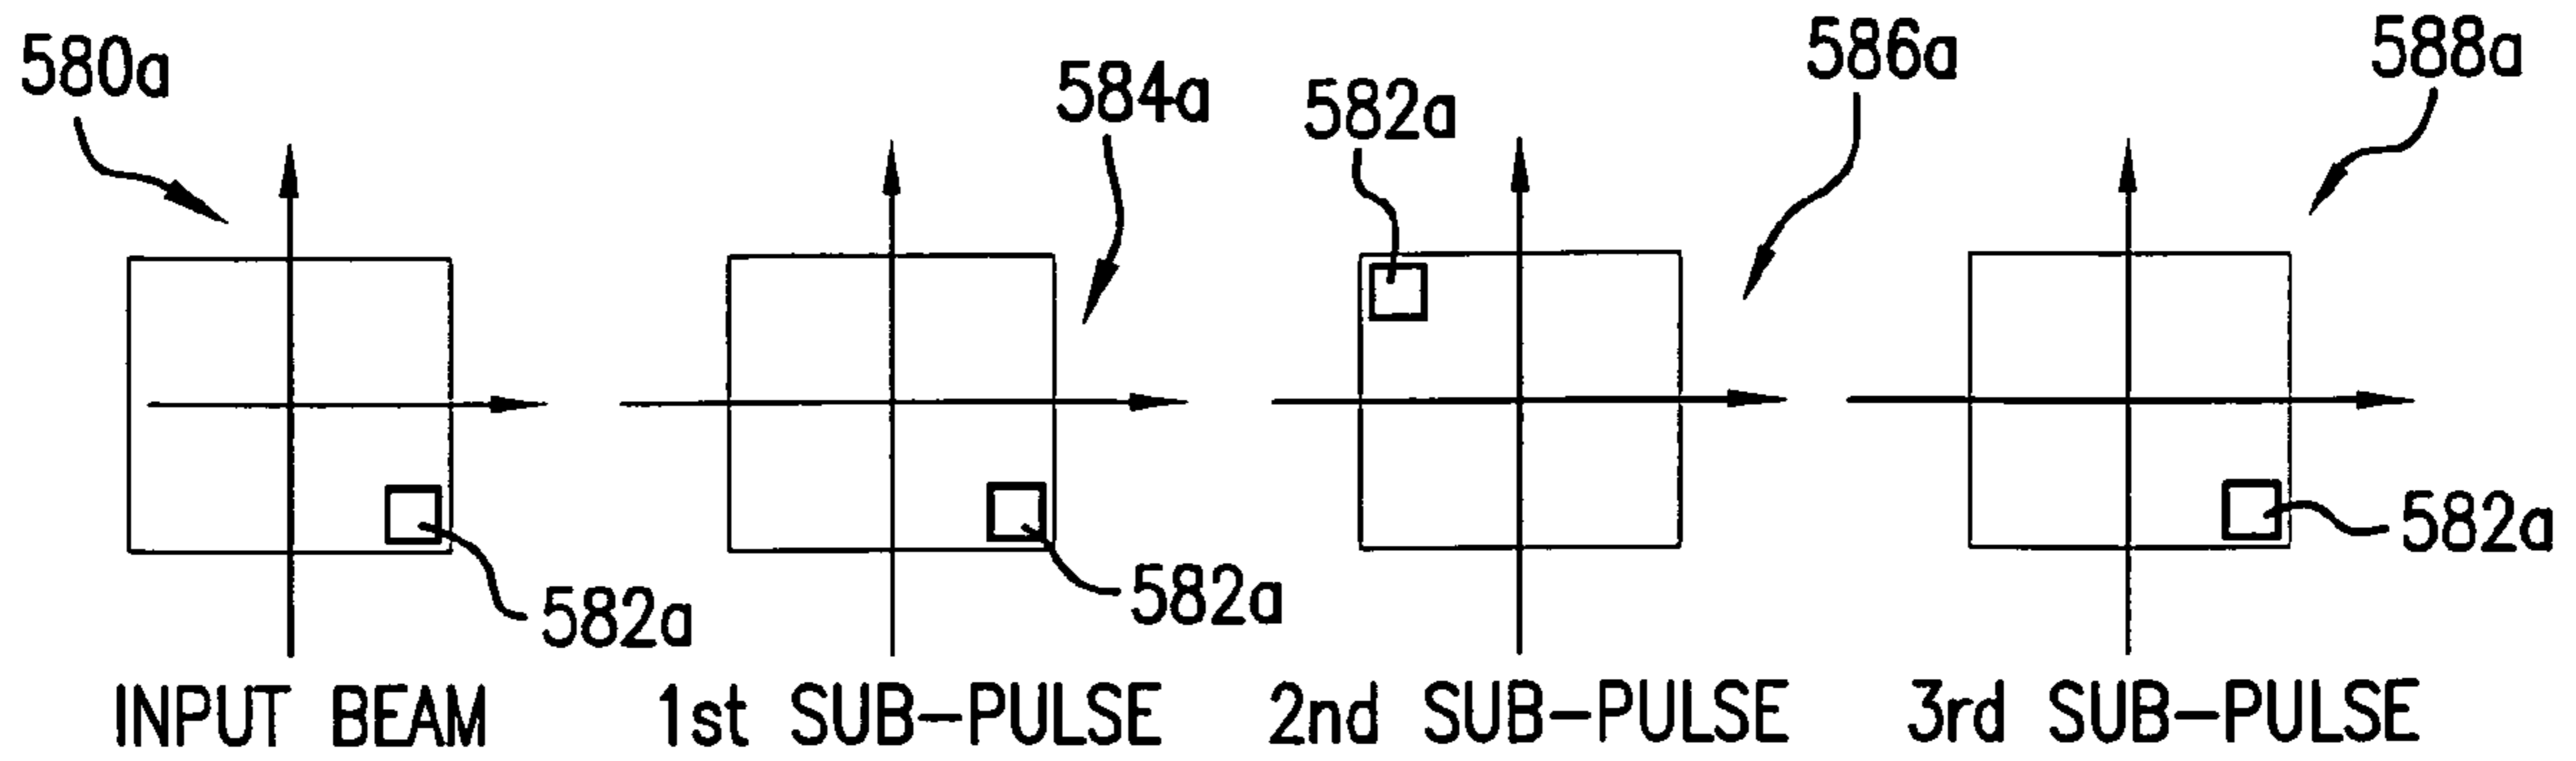 580a
584a
582a
586a
588a
582a
582a
582a
INPUT BEAM
1st SUB-PULSE
2nd SUB-PULSE
3rd SUB-PULSE